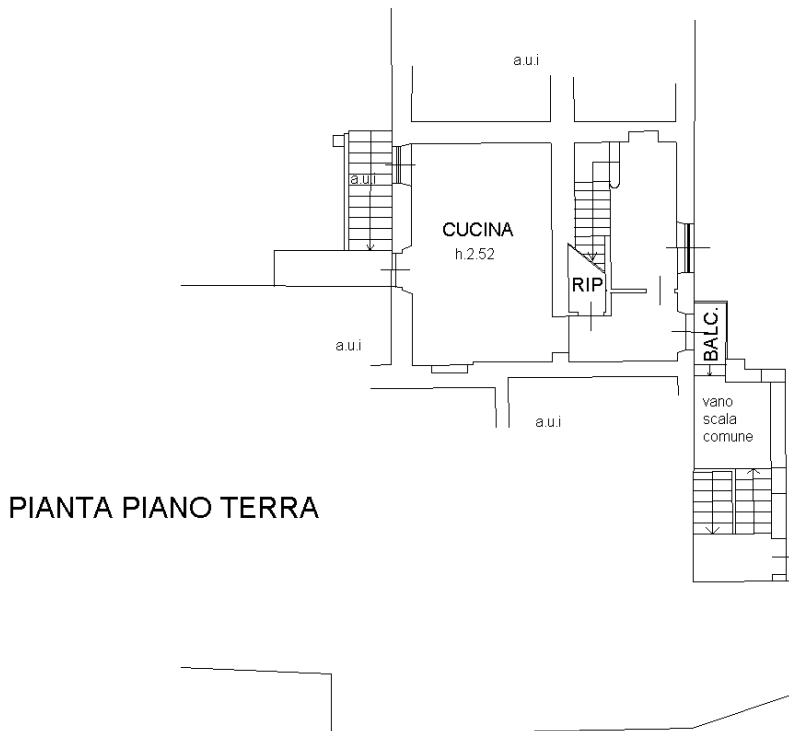 a.u.i
a.u.i
CUCINA
h.2.52
RIP
BALC.
a.u.i
vano
scala
comune
a.u.i
PIANTA PIANO TERRA